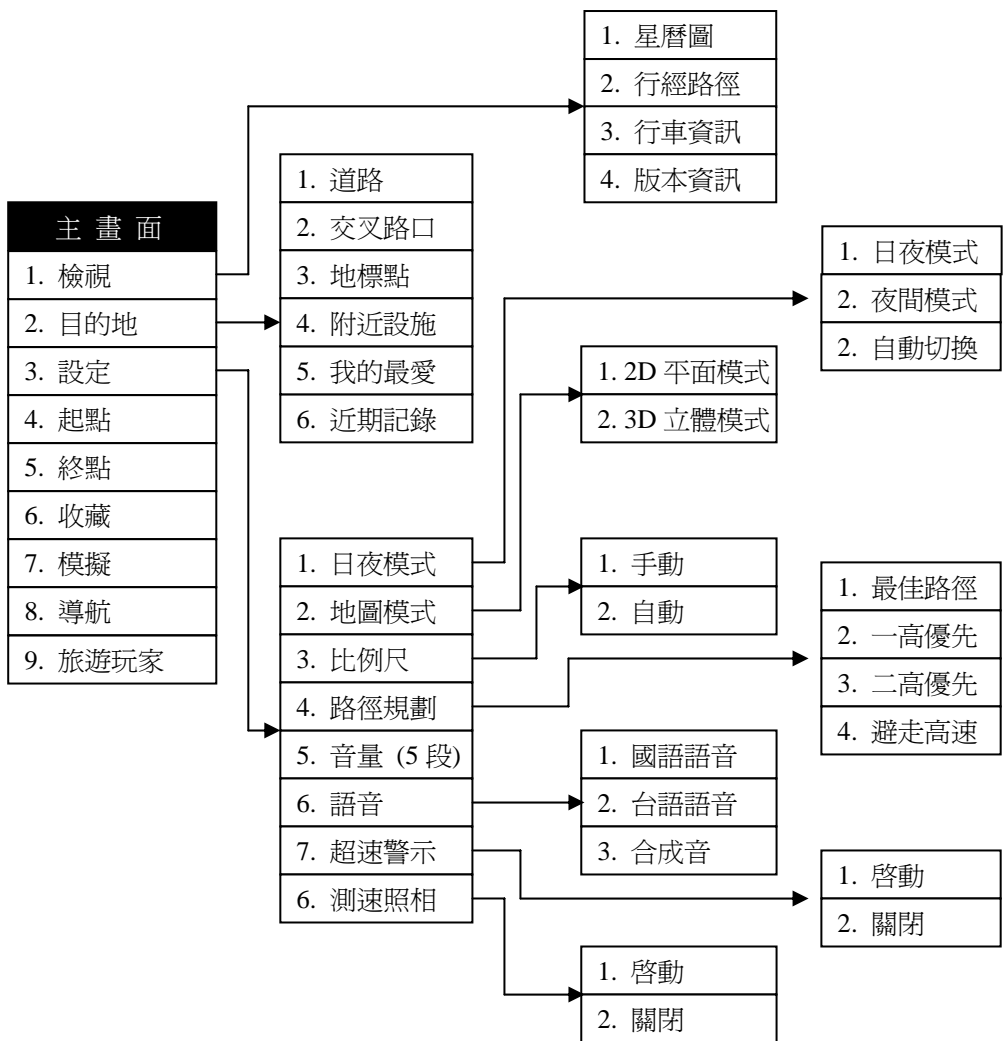 主 畫 面
1. 檢視
2. 目的地
3. 設定
4. 起點
5. 終點
6. 收藏
7. 模擬
8. 導航
9. 旅遊玩家
1. 星曆圖
2. 行經路徑
3. 行車資訊
4. 版本資訊
1. 道路
2. 交叉路口
3. 地標點
4. 附近設施
5. 我的最愛
6. 近期記錄
1. 日夜模式
2. 地圖模式
3. 比例尺
4. 路徑規劃
5. 音量 (5 段)
6. 語音
7. 超速警示
6. 測速照相
1. 日夜模式
2. 夜間模式
2. 自動切換
1. 2D 平面模式
2. 3D 立體模式
1. 手動
2. 自動
1. 最佳路徑
2. 一高優先
3. 二高優先
4. 避走高速
1. 國語語音
2. 台語語音
3. 合成音
1. 啓動
2. 關閉
1. 啓動
2. 關閉